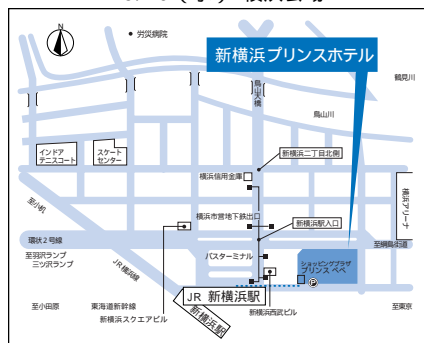 労災病院
新横浜プリンスホテル
鶴見川
鳥山大橋
鳥山川
インドア
テニスコート
スケート
センター
新横浜二丁目北側
横浜信用金庫
横浜アリーナ
至小机
横浜市営地下鉄出口
新横浜駅入口
環状2号線
至綱島街道
至羽沢ランプ
三ツ沢ランプ
バスターミナル
ショッピングプラザ
プリンス ペペ
JR横浜線
P
JR 新横浜駅
至小田原
東海道新幹線
新横浜駅
新横浜西武ビル
至東京
新横浜スクエアビル